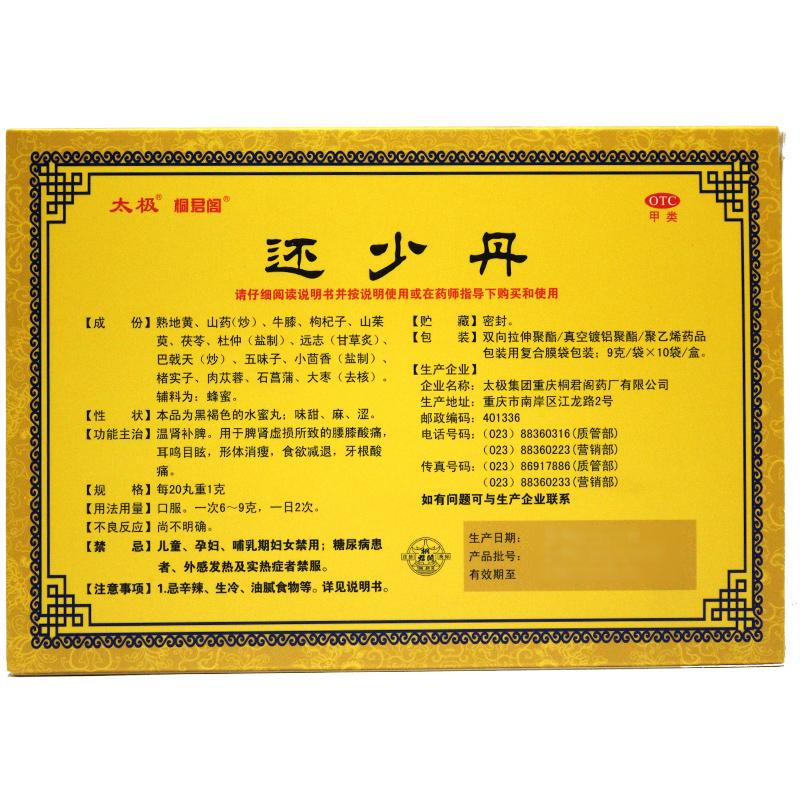 太极® 桐君阁®
OTC
甲类
还少丹
请仔细阅读说明书并按说明使用或在药师指导下购买和使用
【成份】熟地黄、山药(炒)、牛膝、枸杞子、山茱
萸、茯苓、杜仲(盐制)、远志(甘草炙)、
巴戟天(炒)、五味子、小茴香(盐制)、
楮实子、肉苁蓉、石菖蒲、大枣(去核)。
辅料为：蜂蜜。
【性状】本品为黑褐色的水蜜丸；味甜、麻、涩。
【功能主治】温肾补脾。用于脾肾虚损所致的腰膝酸痛，
耳鸣目眩，形体消瘦，食欲减退，牙根酸
痛。
【规格】每20丸重1克
【用法用量】口服。一次6～9克，一日2次。
【不良反应】尚不明确。
【禁忌】儿童、孕妇、哺乳期妇女禁用；糖尿病患
者、外感发热及实热症者禁服。
【注意事项】1.忌辛辣、生冷、油腻食物等。详见说明书。
【贮藏】密封。
【包装】双向拉伸聚酯/真空镀铝聚酯/聚乙烯药品
包装用复合膜袋包装；9克/袋×10袋/盒。
【生产企业】
企业名称：太极集团重庆桐君阁药厂有限公司
生产地址：重庆市南岸区江龙路2号
邮政编码：401336
电话号码：（023）88360316(质管部)
（023）88360223(营销部)
传真号码：（023）86917886(质管部)
（023）88360233(营销部)
如有问题可与生产企业联系
桐君阁
生产日期：
产品批号：
有效期至